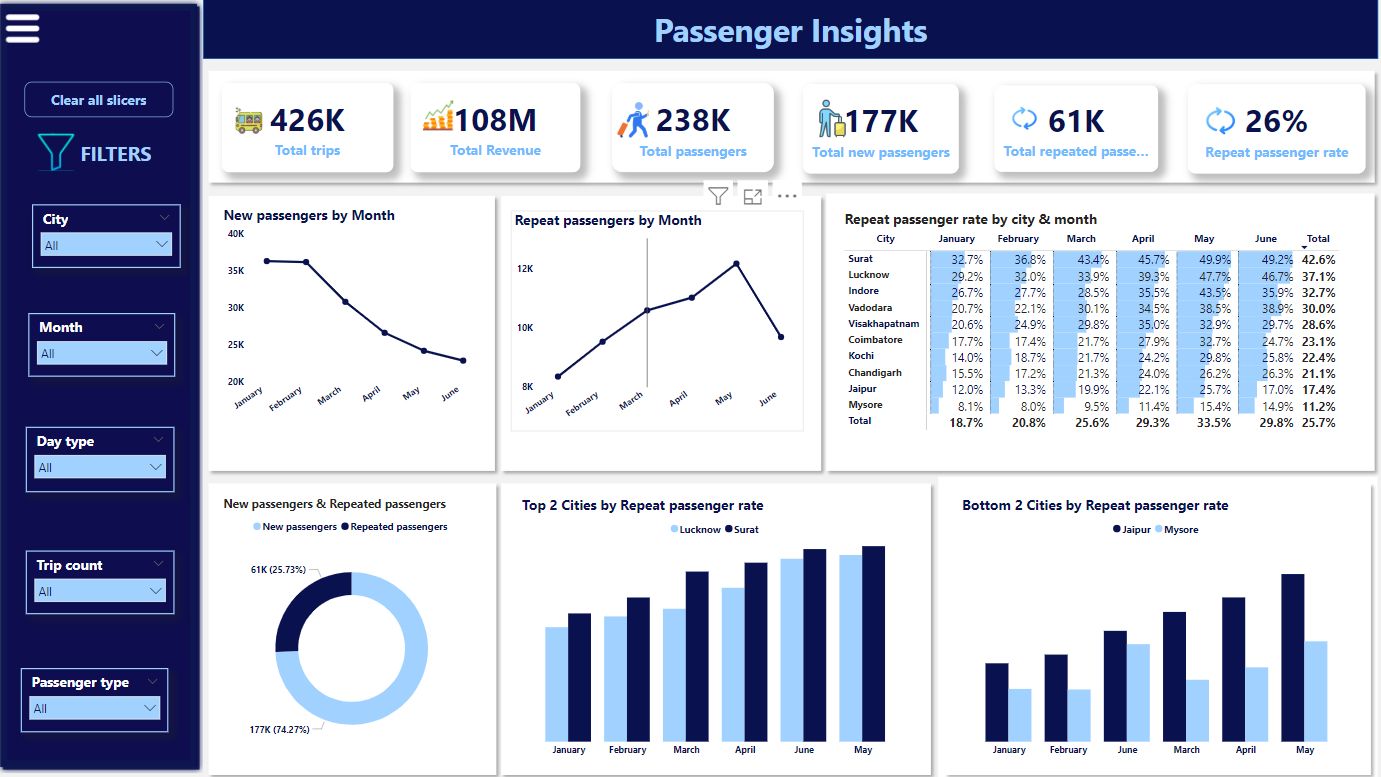 Passenger Insights
Clear all slicers
FILTERS
City
All
Month
All
Day type
All
Trip count
All
Passenger type
All
426K
Total trips
108M
Total Revenue
238K
Total passengers
177K
Total new passengers
61K
Total repeated passe...
26%
Repeat passenger rate
New passengers by Month
40K
35K
30K
25K
20K
January February March April May June
Repeat passengers by Month
12K
10K
8K
January February March April May June
Repeat passenger rate by city & month
City January February March April May June Total
Surat 32.7% 36.8% 43.4% 45.7% 49.9% 49.2% 42.6%
Lucknow 29.2% 32.0% 33.9% 39.3% 47.7% 46.7% 37.1%
Indore 26.7% 27.7% 28.5% 35.5% 43.5% 35.9% 32.7%
Vadodara 20.7% 22.1% 30.1% 34.5% 38.5% 38.9% 30.0%
Visakhapatnam 20.6% 24.9% 29.8% 35.0% 32.9% 29.7% 28.6%
Coimbatore 17.7% 17.4% 21.7% 27.9% 32.7% 24.7% 23.1%
Kochi 14.0% 18.7% 21.7% 24.2% 29.8% 25.8% 22.4%
Chandigarh 15.5% 17.2% 21.3% 24.0% 26.2% 26.3% 21.1%
Jaipur 12.0% 13.3% 19.9% 22.1% 25.7% 17.0% 17.4%
Mysore 8.1% 8.0% 9.5% 11.4% 15.4% 14.9% 11.2%
Total 18.7% 20.8% 25.6% 29.3% 33.5% 29.8% 25.7%
New passengers & Repeated passengers
New passengers Repeated passengers
61K (25.73%)
177K (74.27%)
Top 2 Cities by Repeat passenger rate
Lucknow Surat
January February March April June May
Bottom 2 Cities by Repeat passenger rate
Jaipur Mysore
January February June March April May